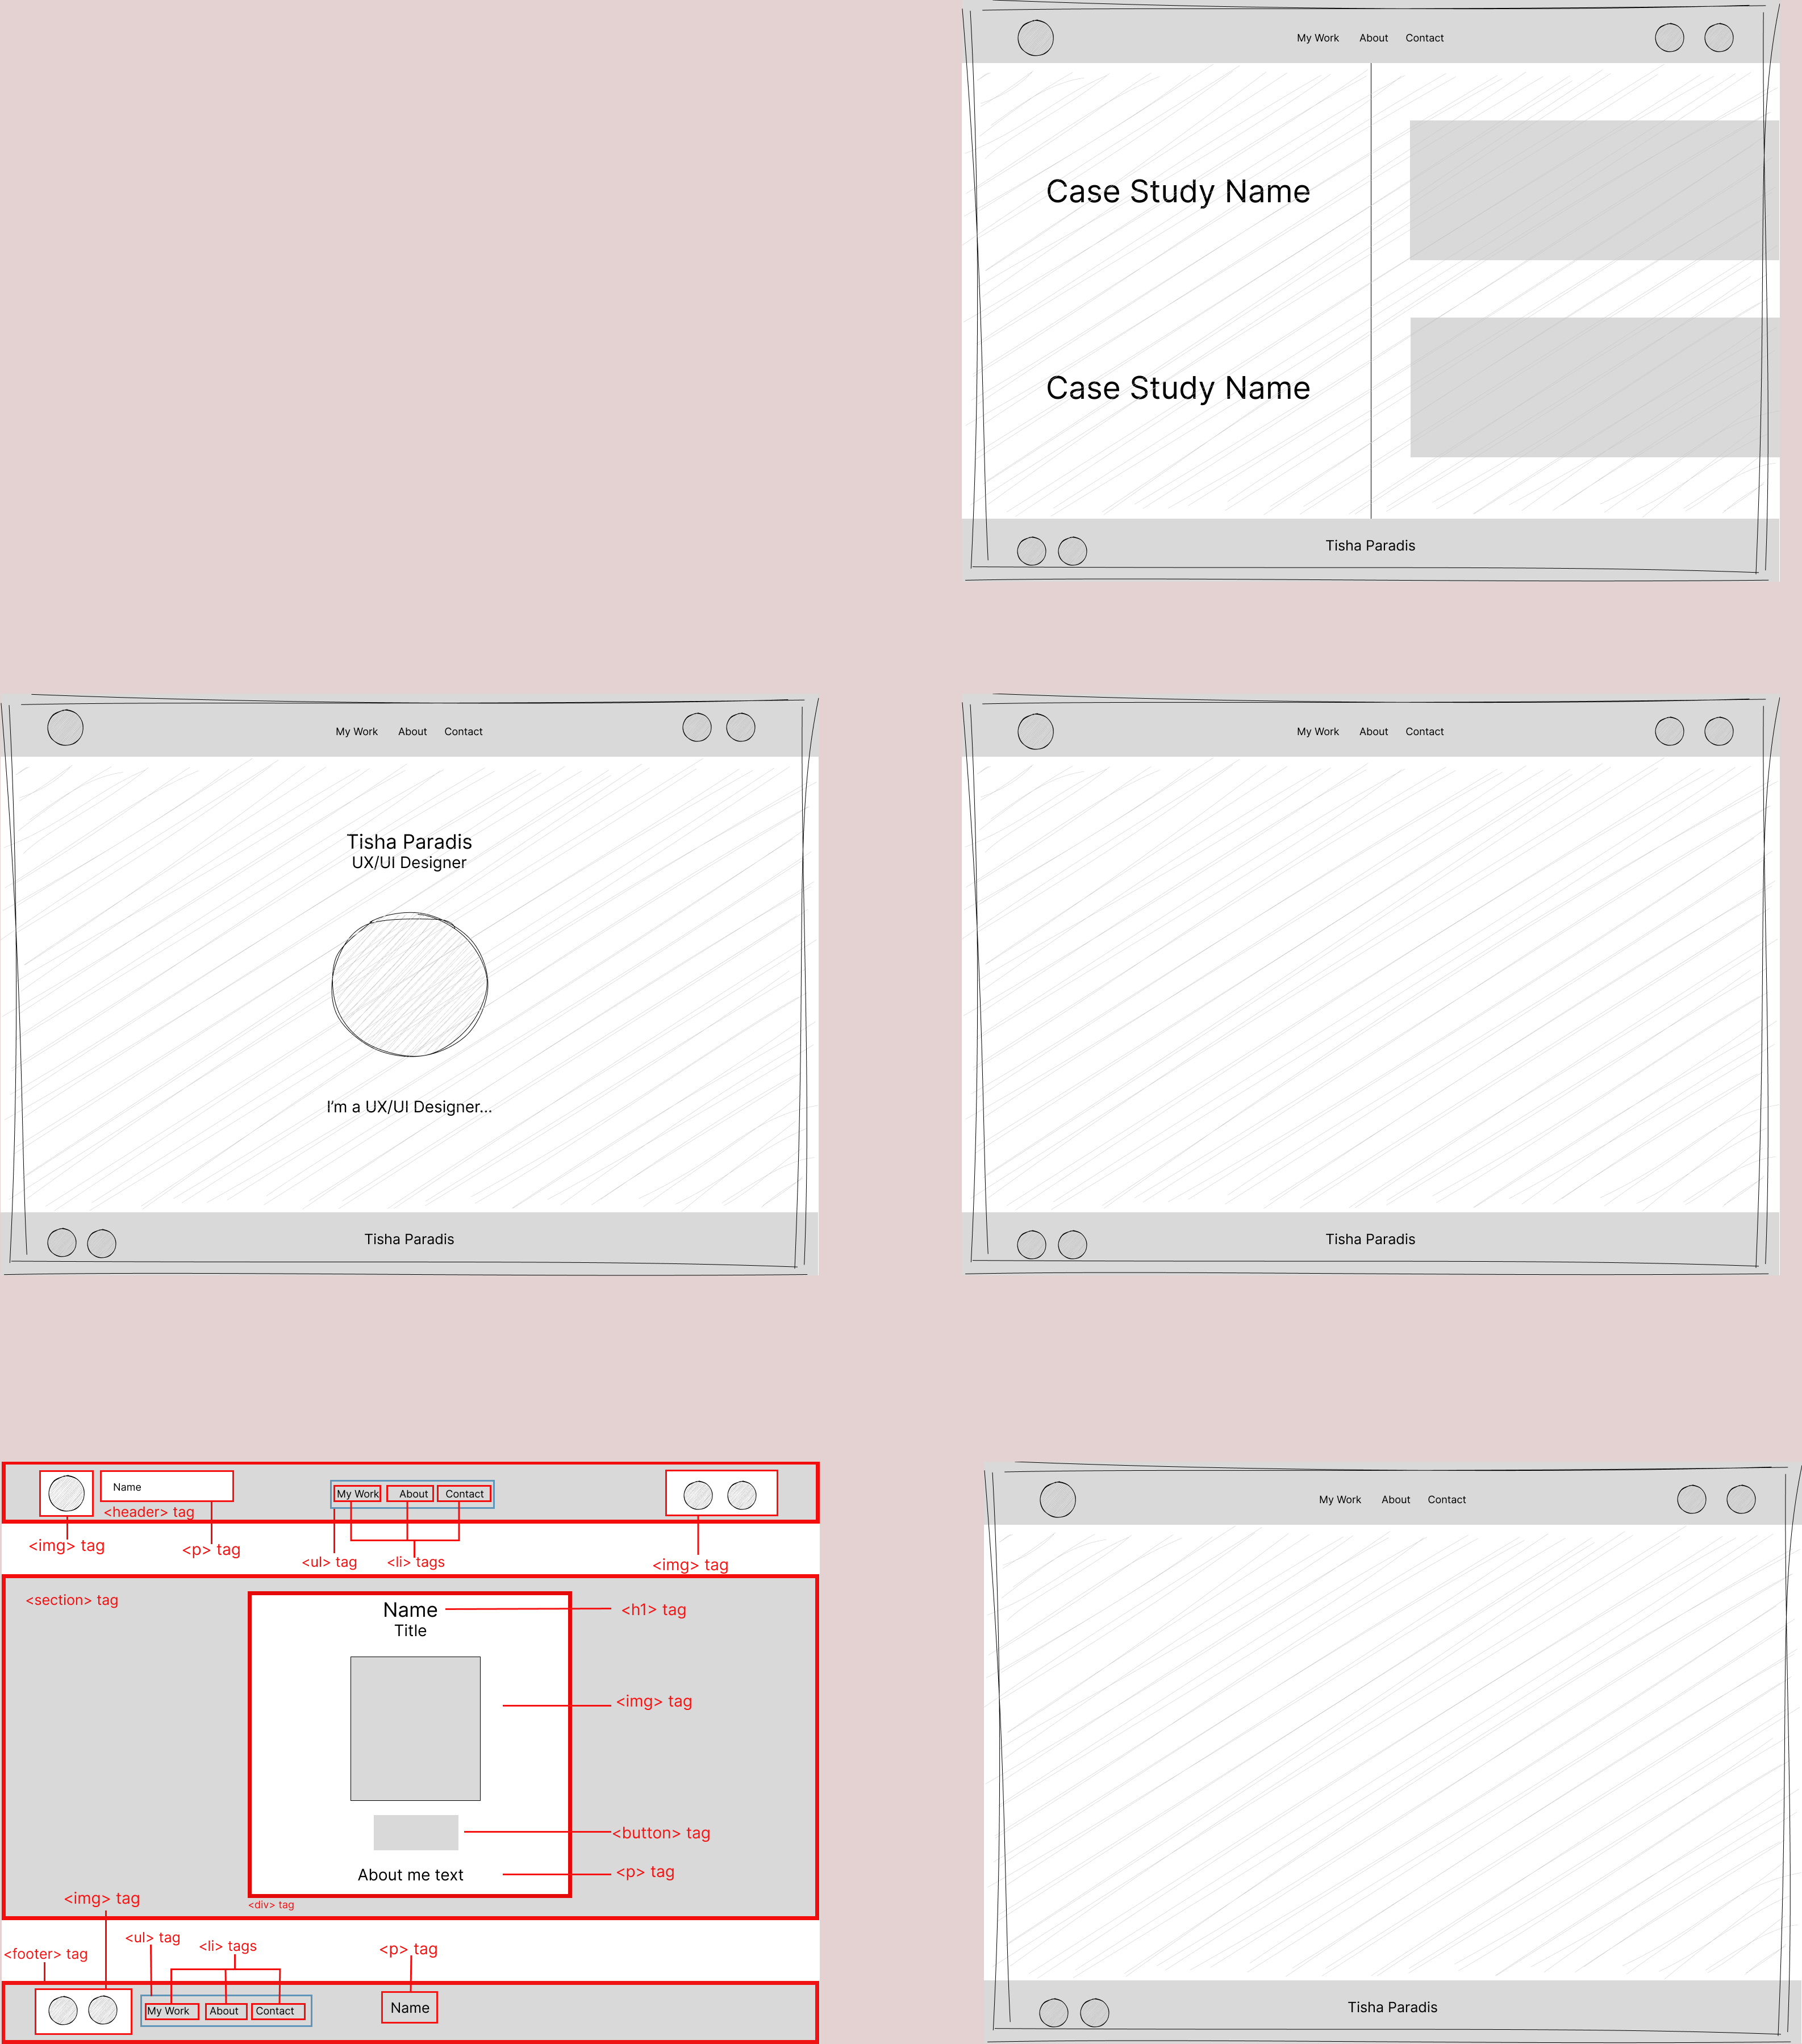 My Work About Contact
Case Study Name
Case Study Name
Tisha Paradis
My Work About Contact
Tisha Paradis
UX/UI Designer
I'm a UX/UI Designer...
Tisha Paradis
My Work About Contact
Tisha Paradis
Name
My Work About Contact
<header> tag
<img> tag
<p> tag
<ul> tag
<li> tags
<img> tag
<section> tag
Name
<h1> tag
Title
<img> tag
<button> tag
About me text
<p> tag
<img> tag
<div> tag
<ul> tag
<li> tags
<p> tag
<footer> tag
My Work About Contact
Name
My Work About Contact
Tisha Paradis